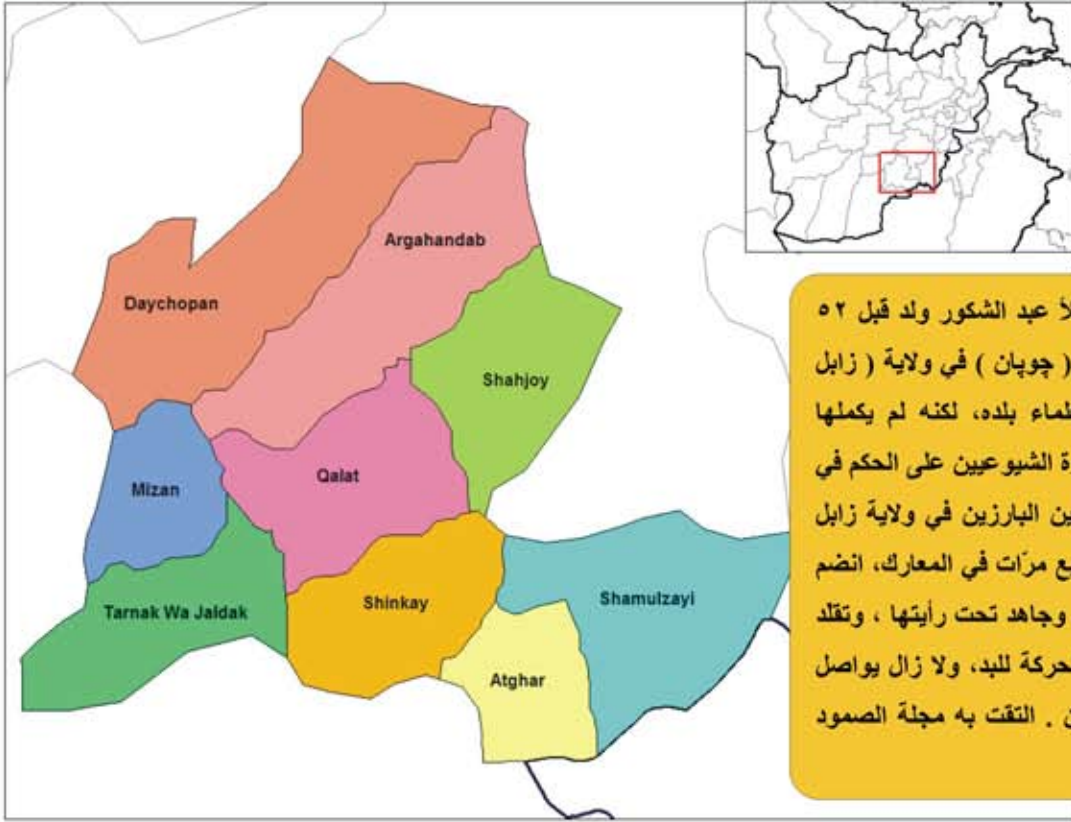 Argahandab
Daychopan
Shahjoy
Qalat
Mizan
Tarnak Wa Jaldak
Shinkay
Shamulzayi
Atghar
عبد الشكور ولد قبل ٥٢
( چوپان ) في ولاية ( زابل
بلده، لكنه لم يكملها
الشيوعيين على الحكم في
البارزين في ولاية زابل
مرّات في المعارك، انضم
وجاهد تحت رأيتها ، وتقلد
للبد، ولا زال يواصل
. التقت به مجلة الصمود